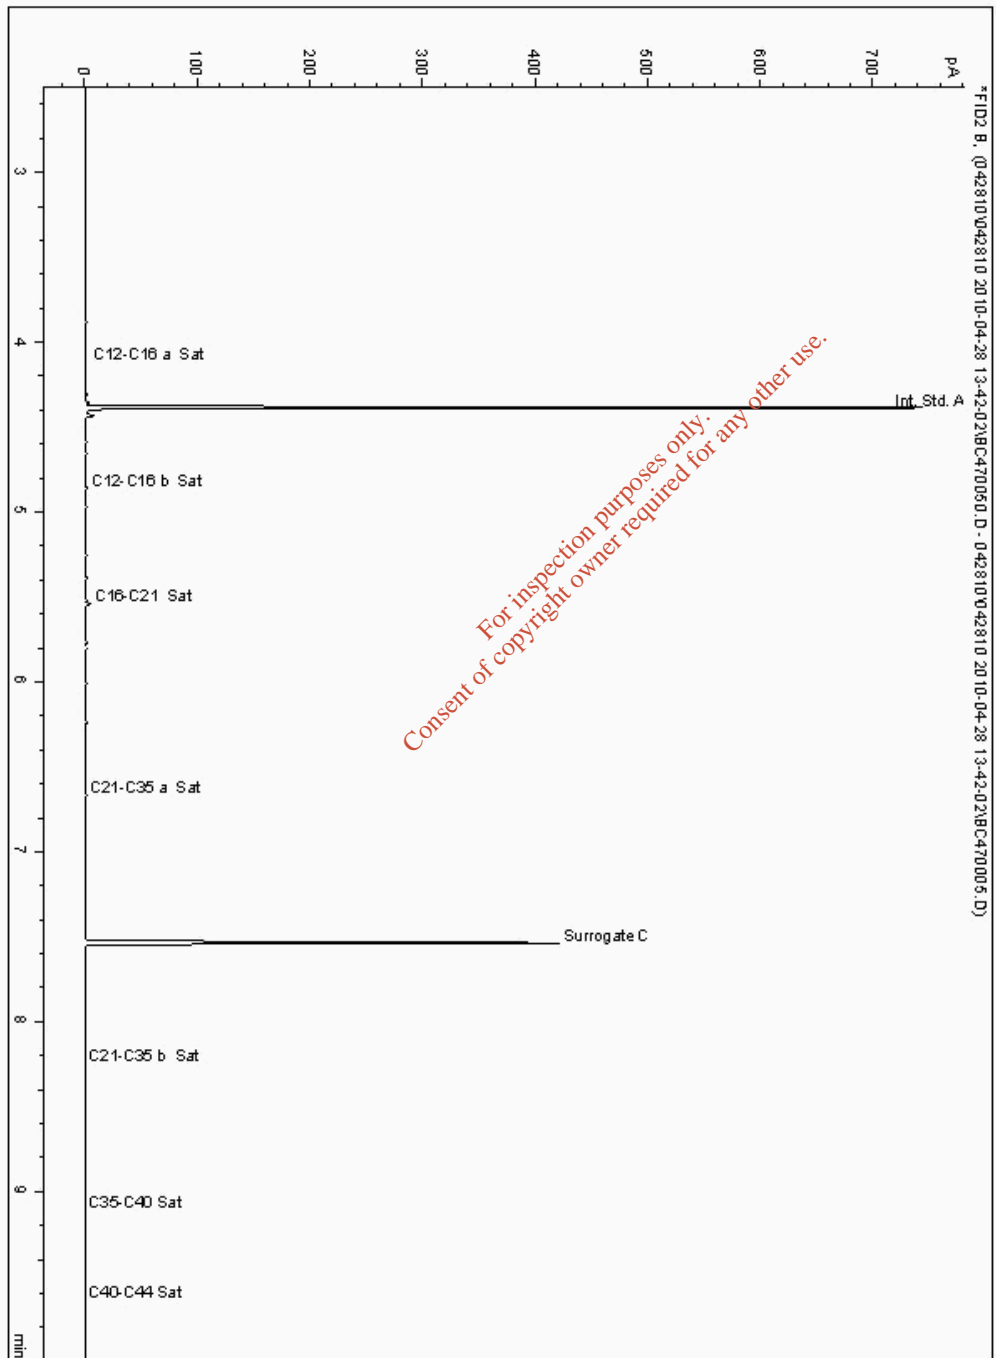 *FID2 B, (042810\042810 2010-04-28 13-42-02\BC470050.D - 042810\042810 2010-04-28 13-42-02\BC470005.D)
pA
700
600
500
400
300
200
100
0
C12-C16 a Sat
Int. Std. A
C12-C16 b Sat
C16-C21 Sat
C21-C35 a Sat
Surrogate C
C21-C35 b Sat
C35-C40 Sat
C40-C44 Sat
3
4
5
6
7
8
9
min
For inspection purposes only.
Consent of copyright owner required for any other use.